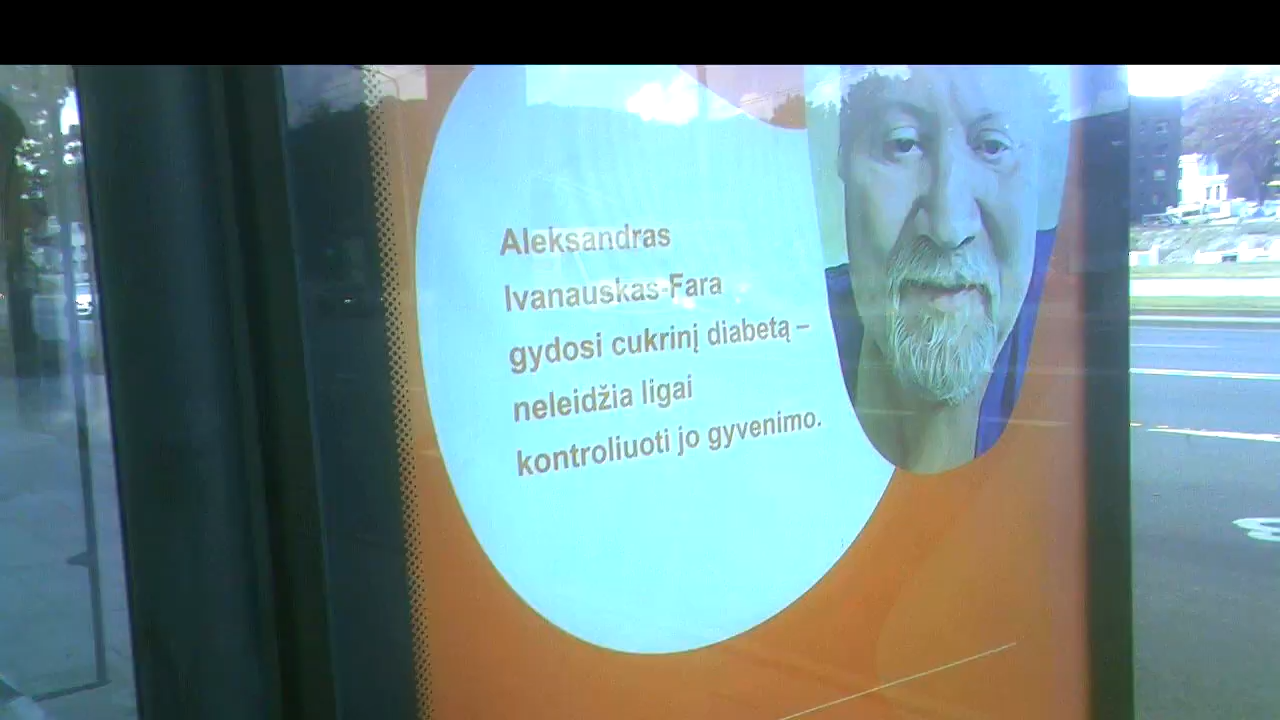 Aleksandras
Ivanauskas-Fara
gydosi cukrinį diabetą –
neleidžia ligai
kontroliuoti jo gyvenimo.